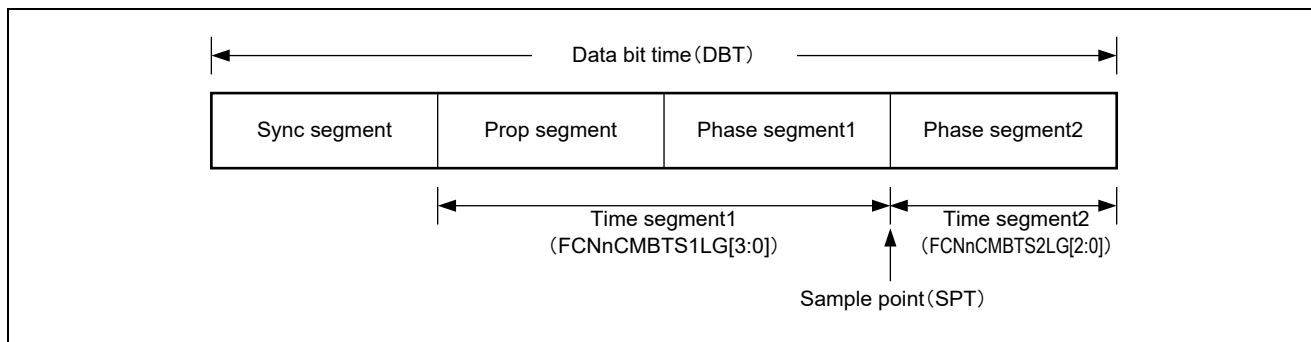 Data bit time（DBT）
Sync segment
Prop segment
Phase segment1
Phase segment2
Time segment1
（FCNnCMBTS1LG[3:0]）
Time segment2
（FCNnCMBTS2LG[2:0]）
Sample point（SPT）